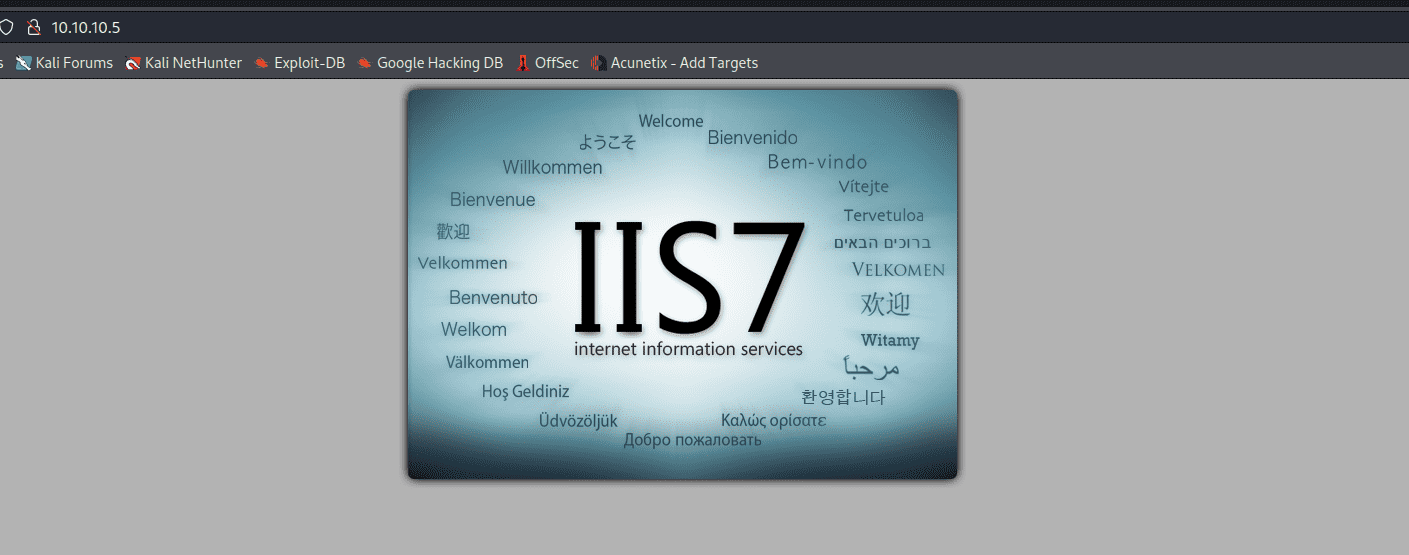 10.10.10.5
s Kali Forums Kali NetHunter Exploit-DB Google Hacking DB OffSec Acunetix - Add Targets
Welcome
ようこそ
Bienvenido
Willkommen
Bem-vindo
Bienvenue
Vítejte
歡迎
Tervetuloa
Velkommen
ברוכים הבאים
VELKOMEN
Benvenuto
欢迎
Welkom
Witamy
Välkommen
مرحباً
Hoş Geldiniz
환영합니다
Üdvözöljük
Καλώς ορίσατε
Добро пожаловать
IIS7
internet information services